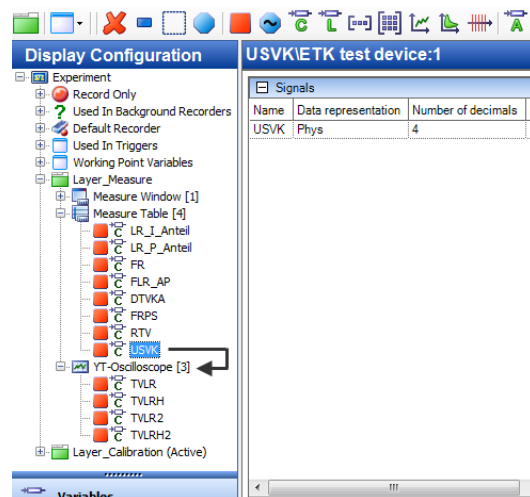 Display Configuration
USVK\ETK test device:1
Experiment
Record Only
Used In Background Recorders
Default Recorder
Used In Triggers
Working Point Variables
Layer_Measure
Measure Window [1]
Measure Table [4]
LR_I_Anteil
LR_P_Anteil
FR
FLR_AP
DTVKA
FRPS
RTV
USVK
YT-Oscilloscope [3]
TVLR
TVLRH
TVLR2
TVLRH2
Layer_Calibration (Active)
Variables
Signals
Name Data representation Number of decimals
USVK Phys 4